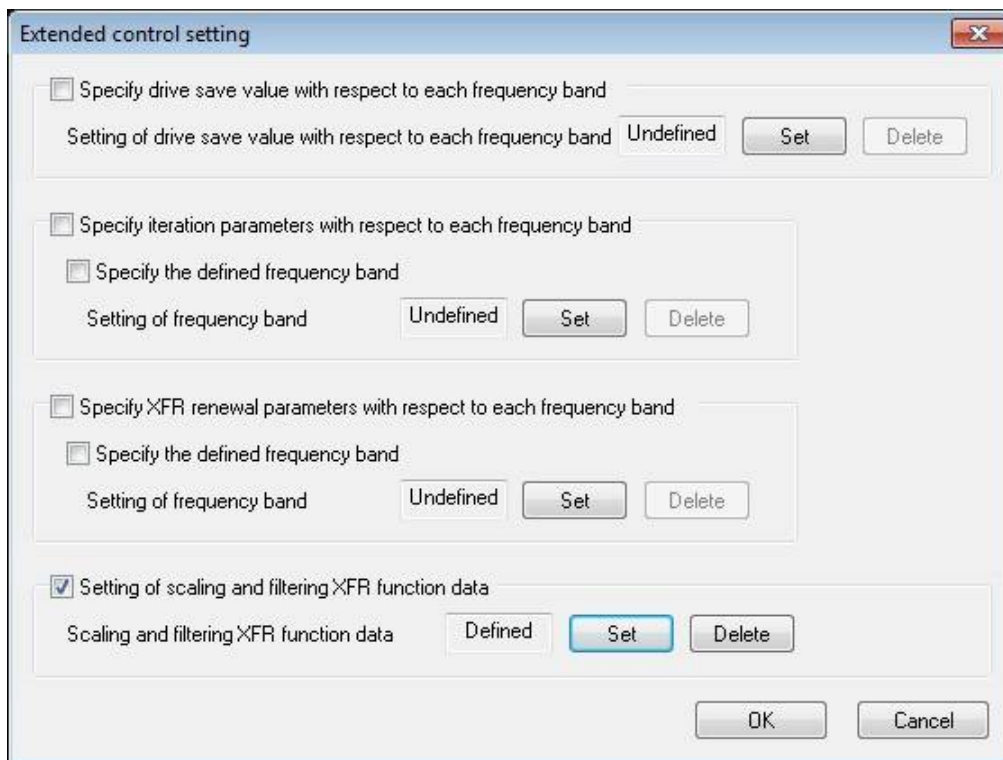 Extended control setting
Specify drive save value with respect to each frequency band
Setting of drive save value with respect to each frequency band Undefined Set Delete
Specify iteration parameters with respect to each frequency band
Specify the defined frequency band
Setting of frequency band Undefined Set Delete
Specify XFR renewal parameters with respect to each frequency band
Specify the defined frequency band
Setting of frequency band Undefined Set Delete
Setting of scaling and filtering XFR function data
Scaling and filtering XFR function data Defined Set Delete
OK Cancel